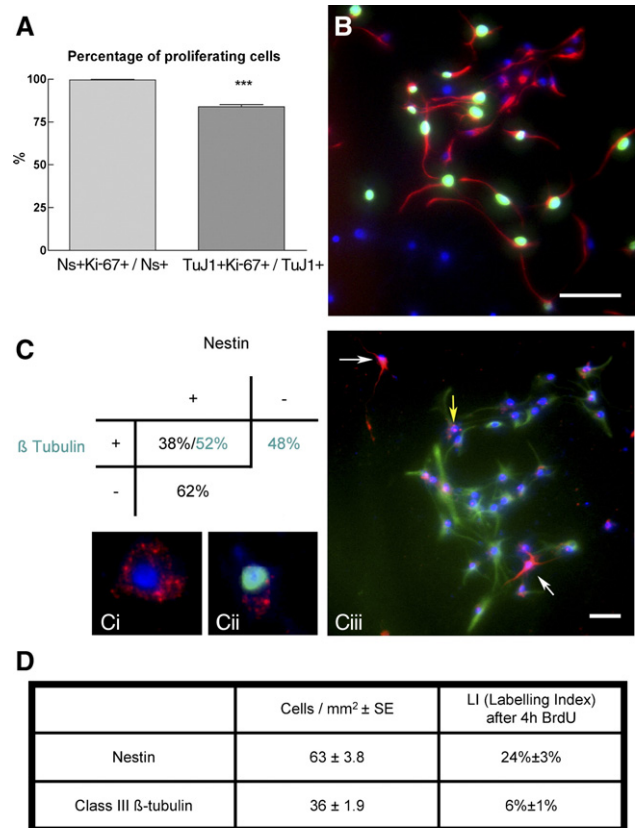 A
Percentage of proliferating cells
100
***
75
%
50
25
0
Ns+Ki-67+ / Ns+
TuJ1+Ki-67+ / TuJ1+
B
C
Nestin
+ -
ß Tubulin + 38%/52% 48%
- 62%
Ci
Cii
Ciii
D
Cells / mm² ± SE
LI (Labelling Index)
after 4h BrdU
Nestin 63 ± 3.8 24%±3%
Class III ß-tubulin 36 ± 1.9 6%±1%